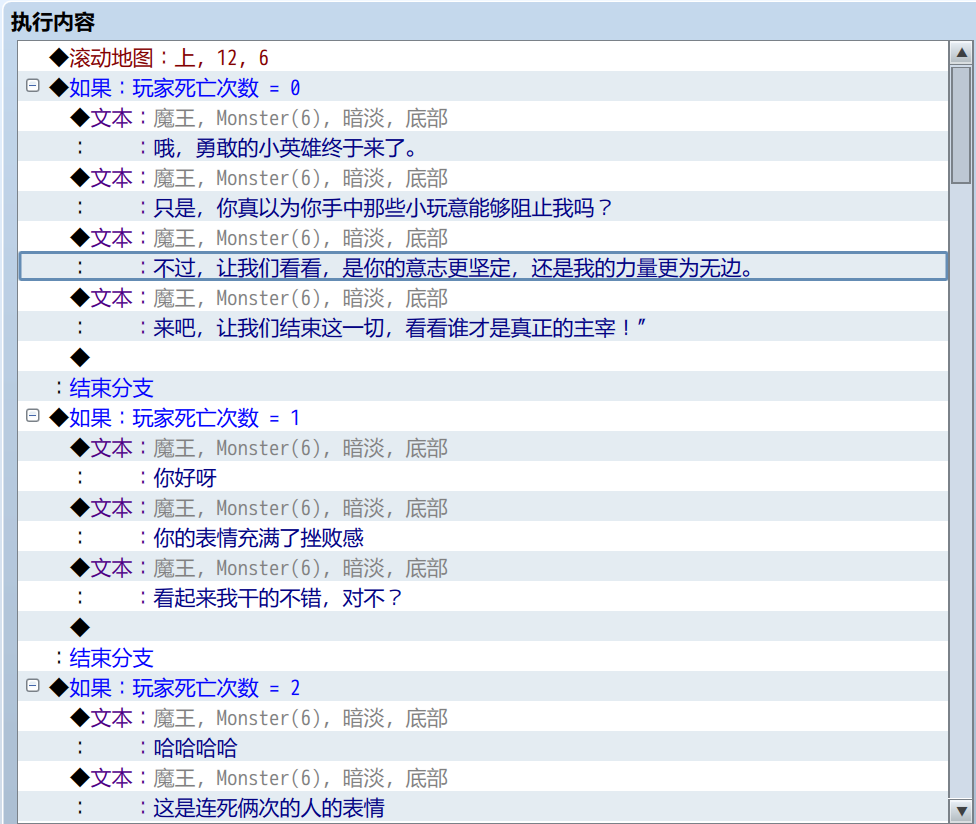 执行内容
◆滚动地图：上, 12, 6
◆如果：玩家死亡次数 = 0
◆文本：魔王, Monster(6), 暗淡, 底部
：　　：哦，勇敢的小英雄终于来了。
◆文本：魔王, Monster(6), 暗淡, 底部
：　　：只是，你真以为你手中那些小玩意能够阻止我吗？
◆文本：魔王, Monster(6), 暗淡, 底部
：　　：不过，让我们看看，是你的意志更坚定，还是我的力量更为无边。
◆文本：魔王, Monster(6), 暗淡, 底部
：　　：来吧，让我们结束这一切，看看谁才是真正的主宰！”
◆
：结束分支
◆如果：玩家死亡次数 = 1
◆文本：魔王, Monster(6), 暗淡, 底部
：　　：你好呀
◆文本：魔王, Monster(6), 暗淡, 底部
：　　：你的表情充满了挫败感
◆文本：魔王, Monster(6), 暗淡, 底部
：　　：看起来我干的不错，对不？
◆
：结束分支
◆如果：玩家死亡次数 = 2
◆文本：魔王, Monster(6), 暗淡, 底部
：　　：哈哈哈哈
◆文本：魔王, Monster(6), 暗淡, 底部
：　　：这是连死俩次的人的表情